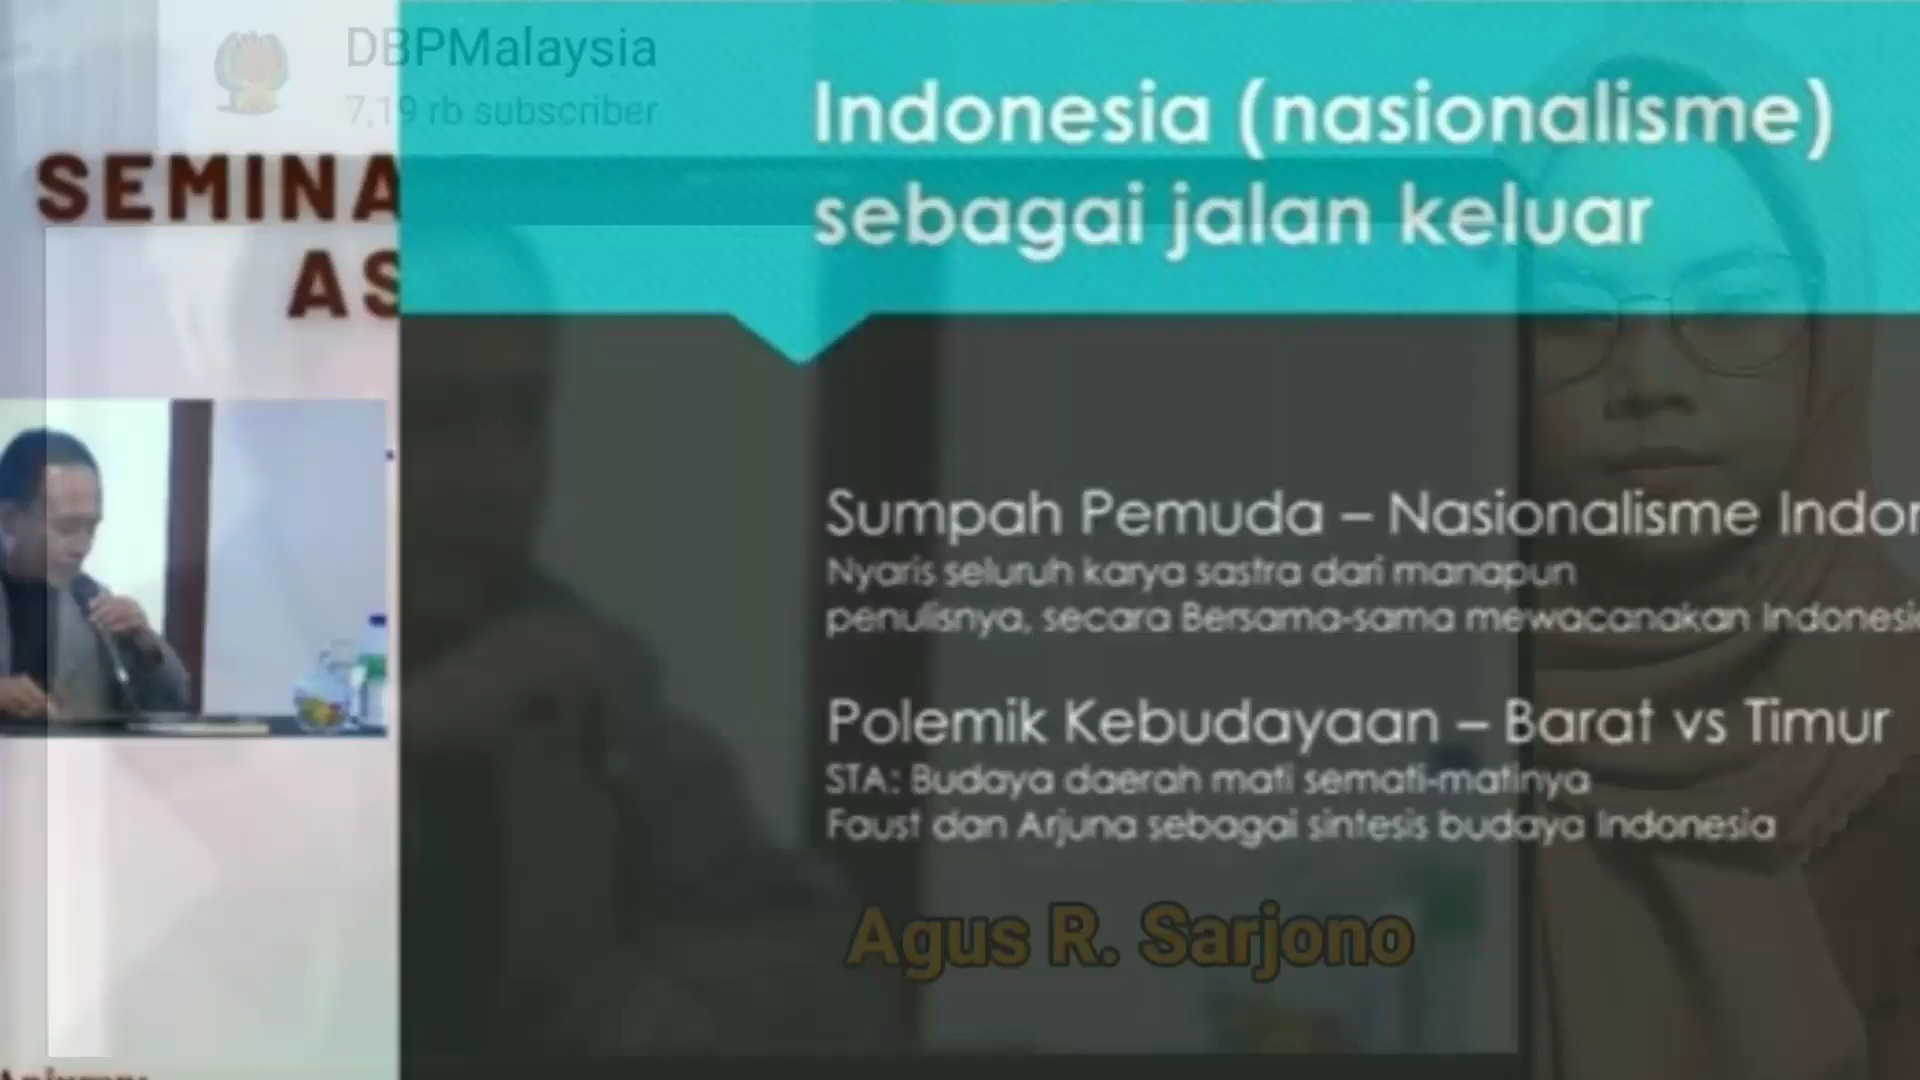 DBPMalaysia
7,19 rb subscriber
SEMINA
AS
Indonesia (nasionalisme)
sebagai jalan keluar
Sumpah Pemuda – Nasionalisme Indon
Nyaris seluruh karya sastra dari manapun
penulisnya, secara Bersama-sama mewacanakan Indonesia
Polemik Kebudayaan – Barat vs Timur
STA: Budaya daerah mati semati-matinya
Faust dan Arjuna sebagai sintesis budaya Indonesia
Agus R. Sarjono